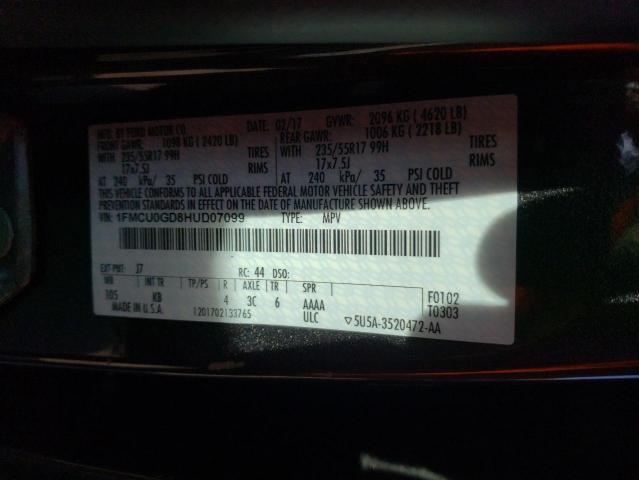 MFD. BY FORD MOTOR CO. DATE: 02/17 GVWR: 2096 KG ( 4620 LB)
FRONT GAWR: 1098 KG ( 2420 LB) REAR GAWR: 1006 KG ( 2218 LB)
WITH 235/55R17 99H TIRES WITH 235/55R17 99H TIRES
17x7.5J RIMS 17x7.5J RIMS
AT 240 kPa/ 35 PSI COLD AT 240 kPa/ 35 PSI COLD
THIS VEHICLE CONFORMS TO ALL APPLICABLE FEDERAL MOTOR VEHICLE SAFETY AND THEFT
PREVENTION STANDARDS IN EFFECT ON THE DATE OF MANUFACTURE SHOWN ABOVE.
VIN: 1FMCU0GD8HUD07099 TYPE: MPV
EXT PNT: J7 RC: 44 DSO:
WB INT TR TP/PS R AXLE TR SPR
105 KB 4 3C 6 AAAA F0102
MADE IN U.S.A. 1201702133765 ULC ▽5U5A-3520472-AA T0303